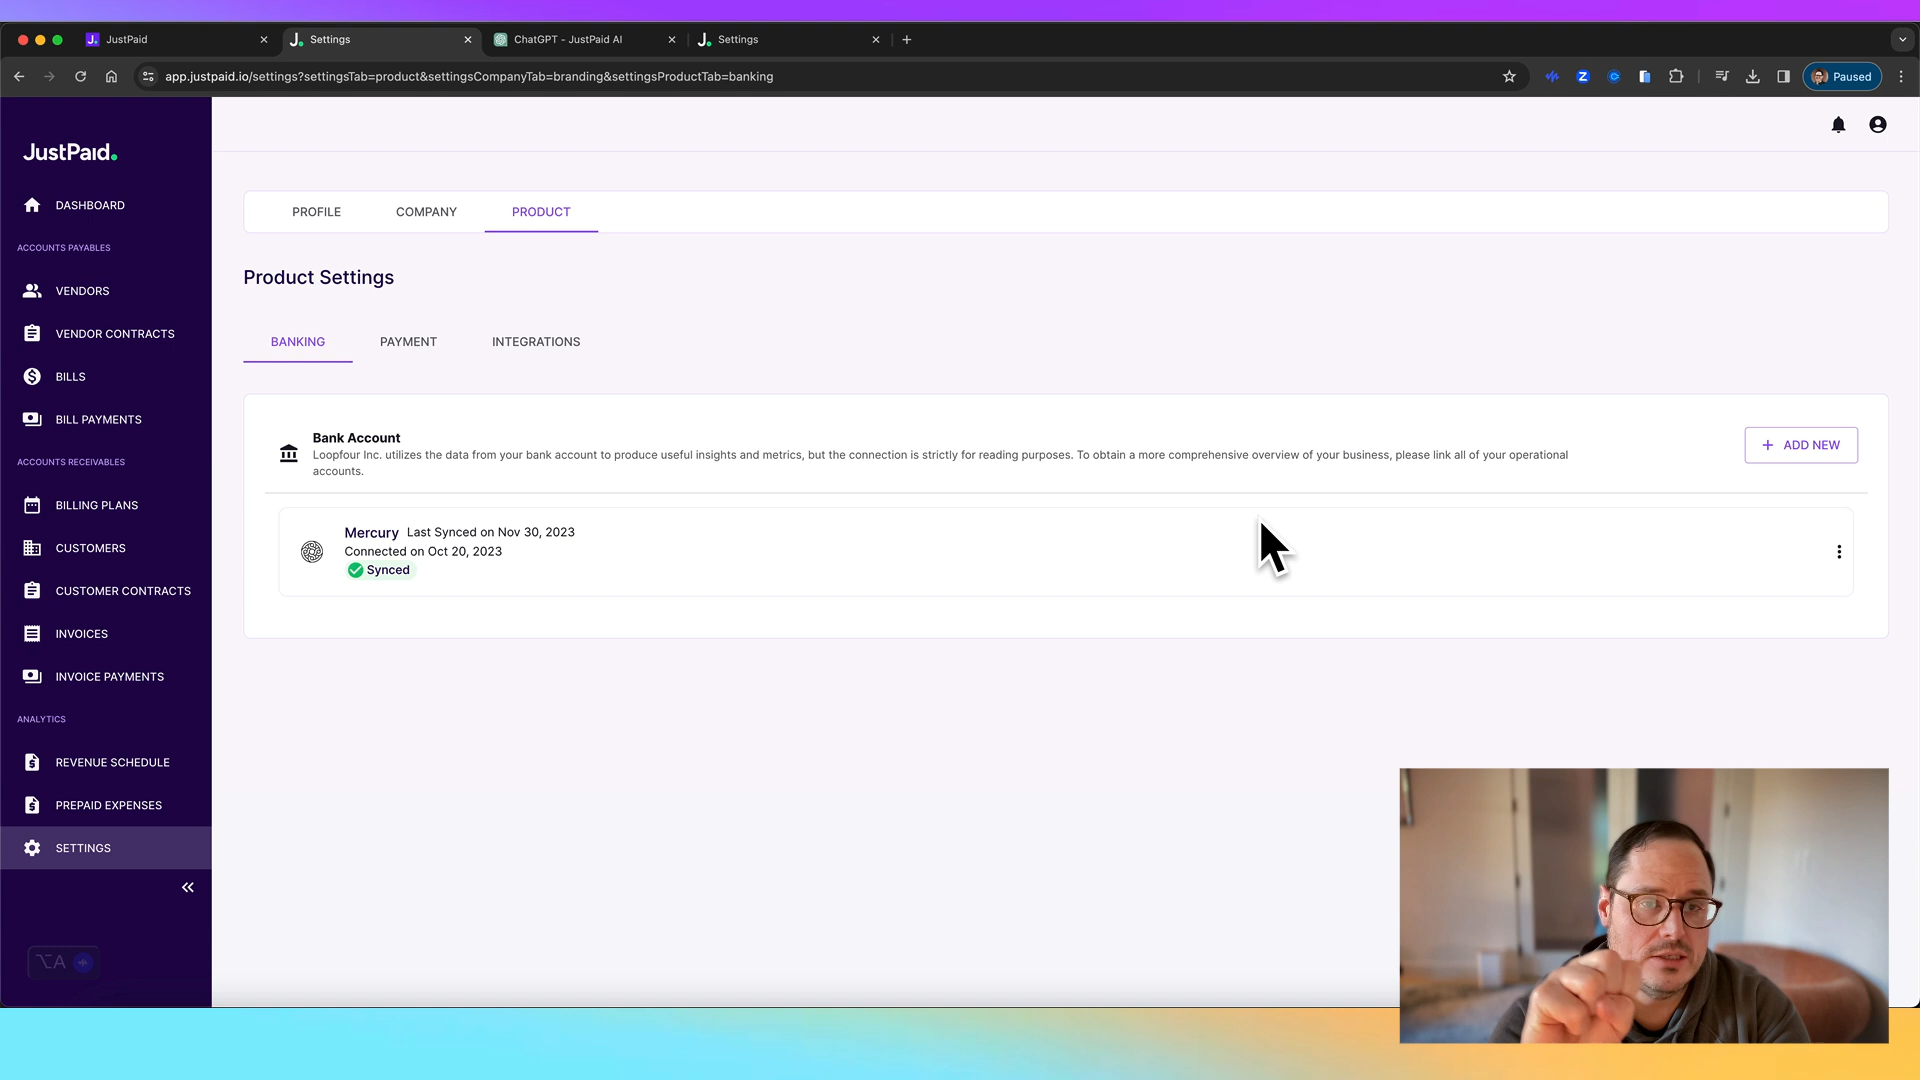 JustPaid
Settings
ChatGPT - JustPaid AI
Settings
app.justpaid.io/settings?settingsTab=product&settingsCompanyTab=branding&settingsProductTab=banking
Paused
JustPaid.
DASHBOARD
ACCOUNTS PAYABLES
VENDORS
VENDOR CONTRACTS
BILLS
BILL PAYMENTS
ACCOUNTS RECEIVABLES
BILLING PLANS
CUSTOMERS
CUSTOMER CONTRACTS
INVOICES
INVOICE PAYMENTS
ANALYTICS
REVENUE SCHEDULE
PREPAID EXPENSES
SETTINGS
⌥A
PROFILE
COMPANY
PRODUCT
Product Settings
BANKING
PAYMENT
INTEGRATIONS
Bank Account
Loopfour Inc. utilizes the data from your bank account to produce useful insights and metrics, but the connection is strictly for reading purposes. To obtain a more comprehensive overview of your business, please link all of your operational
accounts.
+ ADD NEW
Mercury Last Synced on Nov 30, 2023
Connected on Oct 20, 2023
Synced